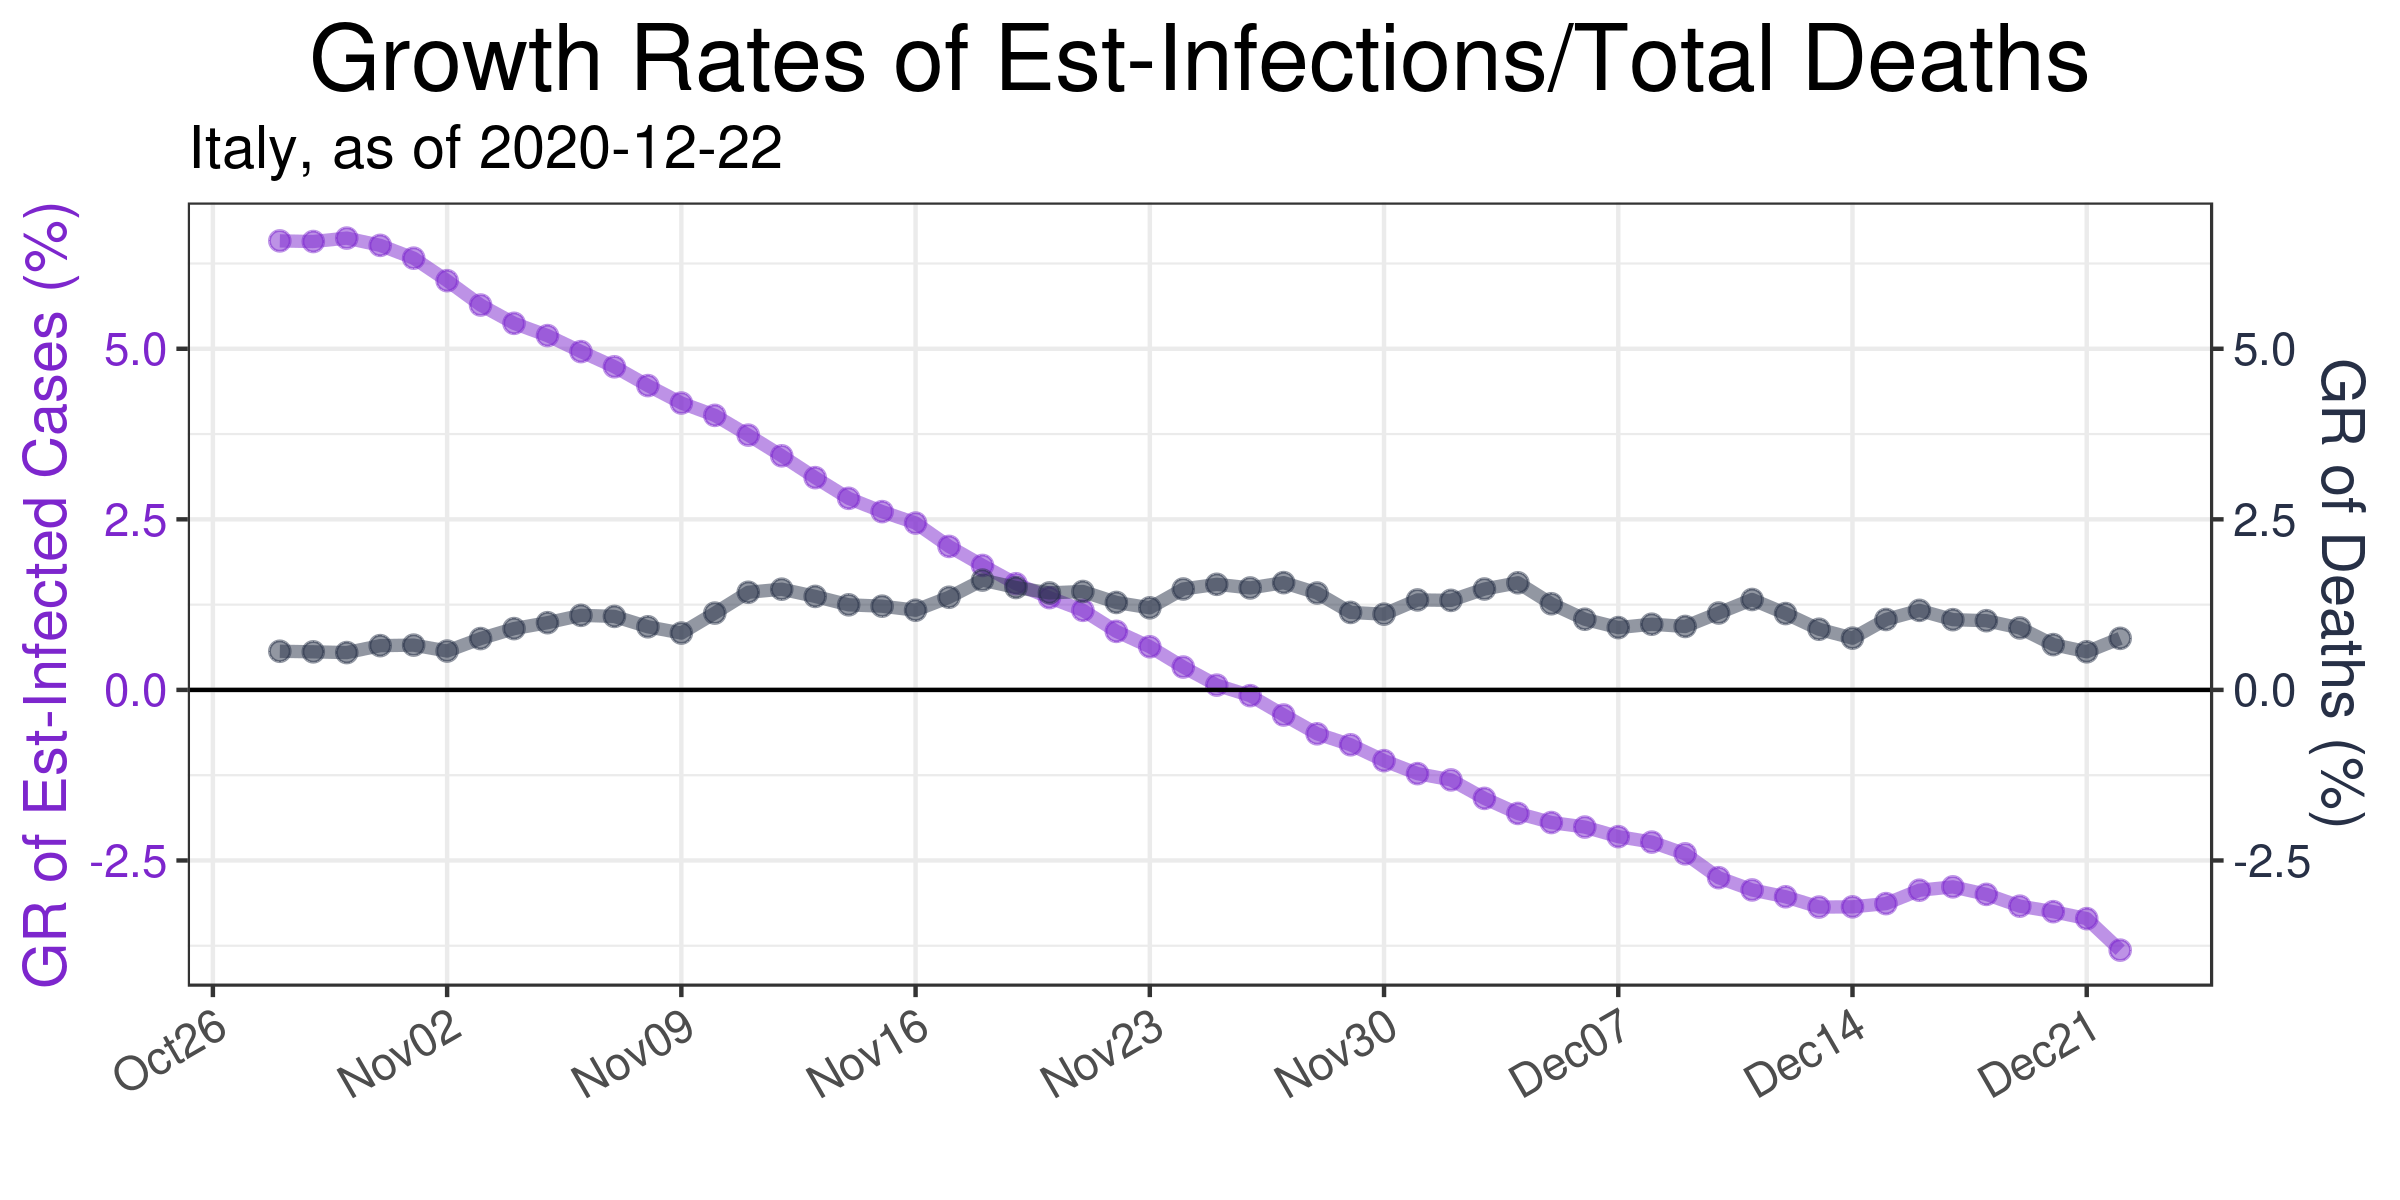 Growth Rates of Est-Infections/Total Deaths
Italy, as of 2020-12-22
GR of Est-Infected Cases (%)
5.0
2.5
0.0
-2.5
5.0
2.5
0.0
-2.5
GR of Deaths (%)
Oct26
Nov02
Nov09
Nov16
Nov23
Nov30
Dec07
Dec14
Dec21